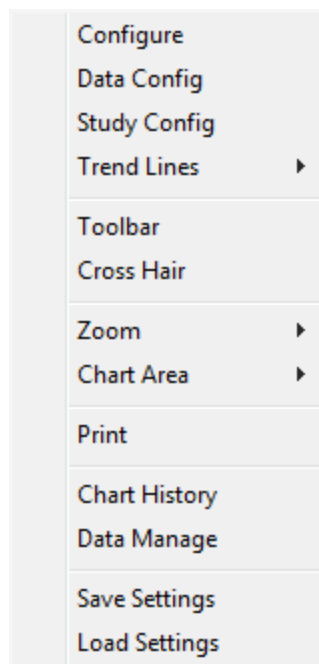 Configure
Data Config
Study Config
Trend Lines
Toolbar
Cross Hair
Zoom
Chart Area
Print
Chart History
Data Manage
Save Settings
Load Settings